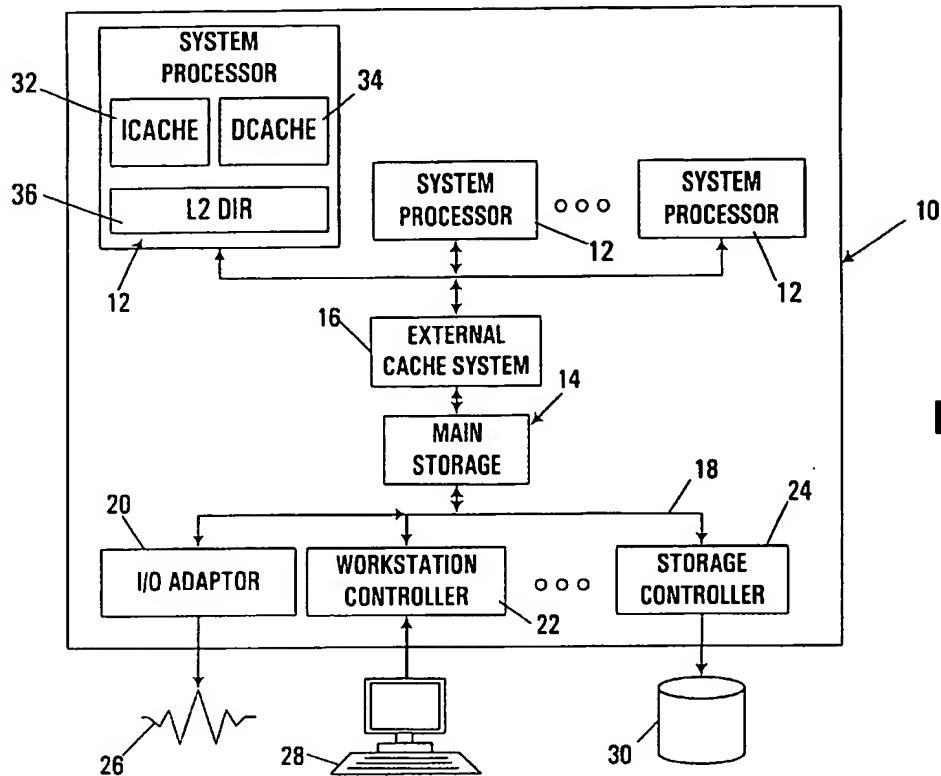 SYSTEM
PROCESSOR
32
34
ICACHE
DCACHE
36
L2 DIR
12
SYSTEM
PROCESSOR
12
SYSTEM
PROCESSOR
12
10
16
EXTERNAL
CACHE SYSTEM
14
MAIN
STORAGE
18
20
24
I/O ADAPTOR
WORKSTATION
CONTROLLER
22
STORAGE
CONTROLLER
26
28
30